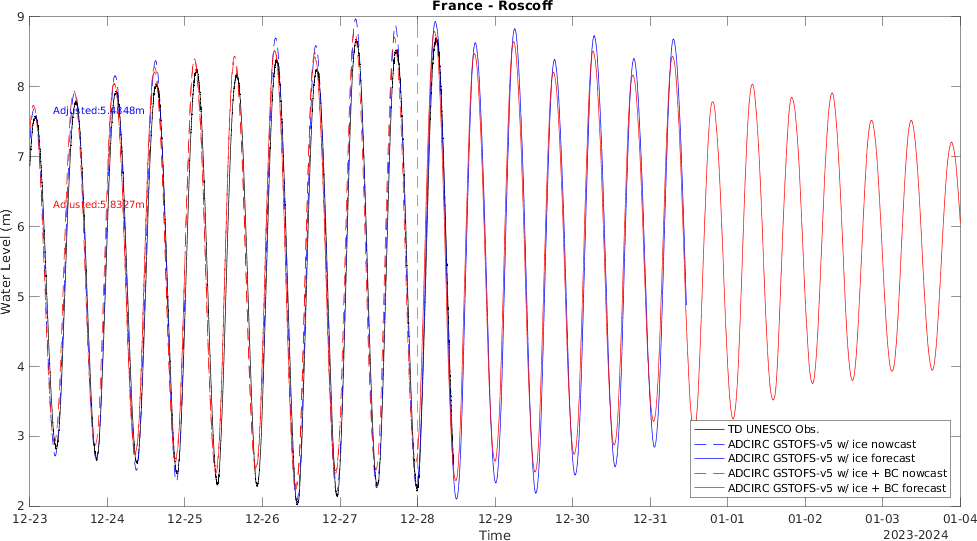 France - Roscoff
Water Level (m)
9
8
7
6
5
4
3
2
Adjusted:5.4848m
Adjusted:5.8327m
TD UNESCO Obs.
ADCIRC GSTOFS-v5 w/ ice nowcast
ADCIRC GSTOFS-v5 w/ ice forecast
ADCIRC GSTOFS-v5 w/ ice + BC nowcast
ADCIRC GSTOFS-v5 w/ ice + BC forecast
12-23 12-24 12-25 12-26 12-27 12-28 12-29 12-30 12-31 01-01 01-02 01-03 01-04
Time
2023-2024